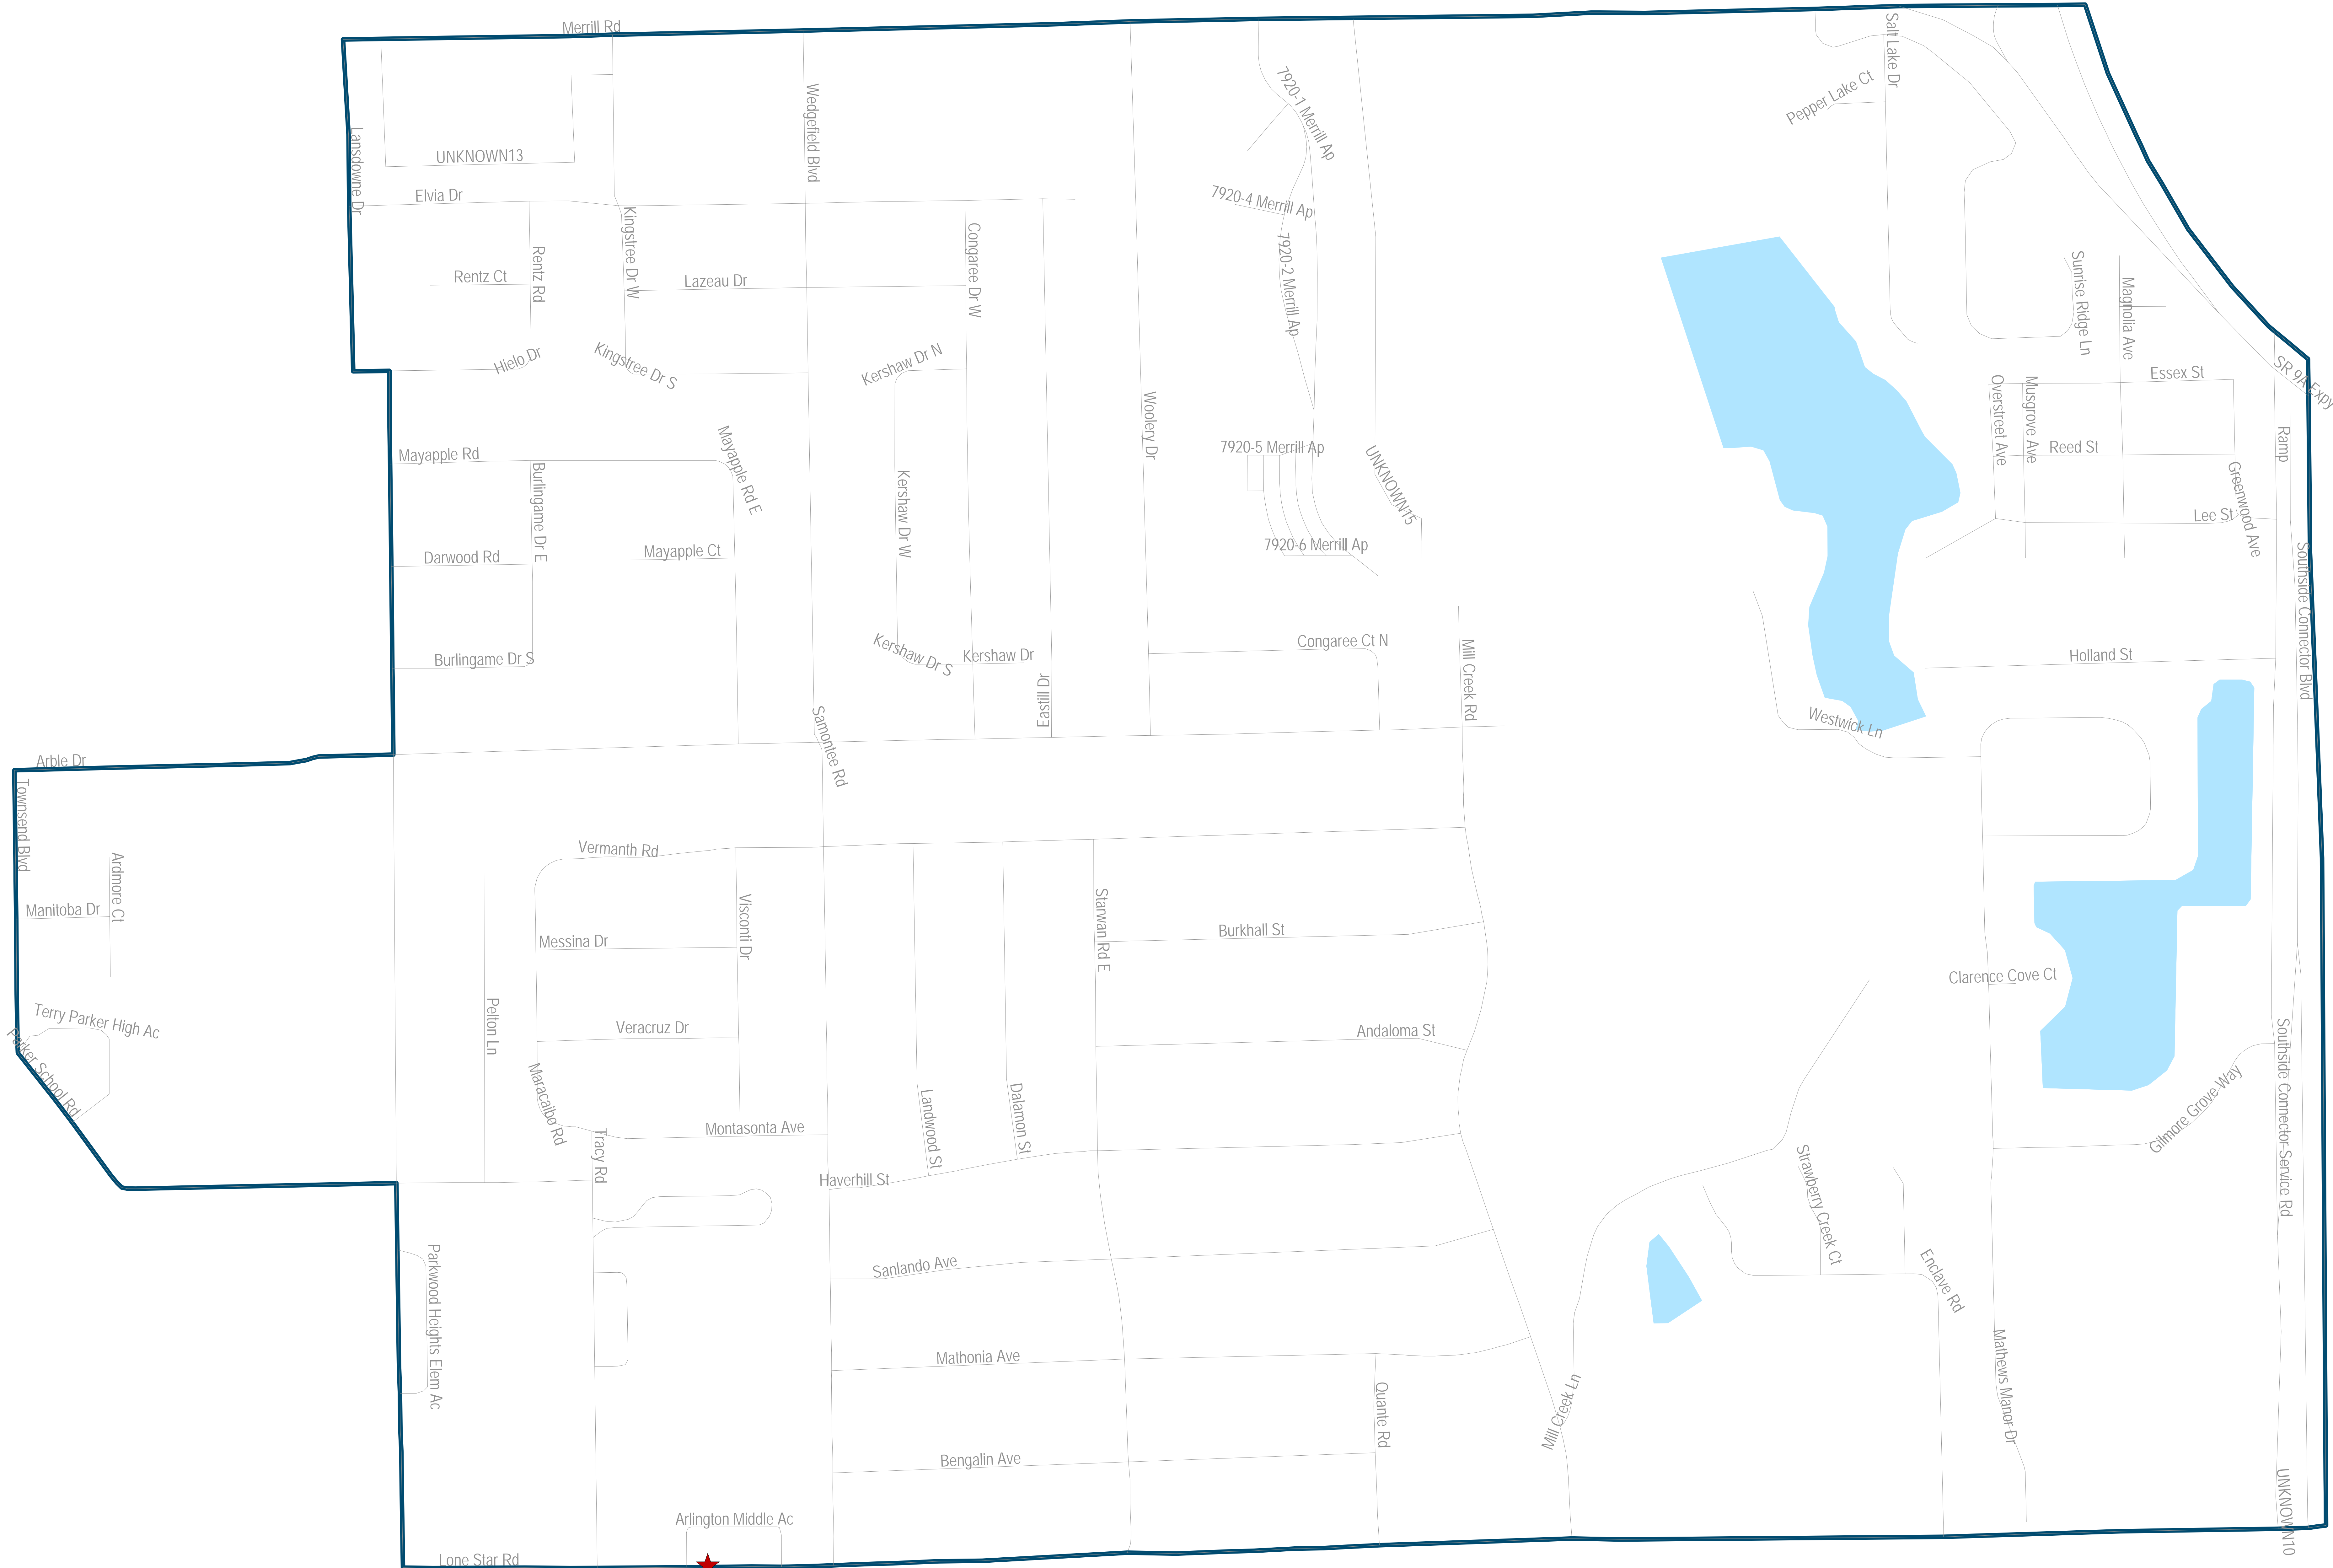 Merrill Rd
Salt Lake Dr
Pepper Lake Ct
7920-1 Merrill Ap
Wedgefield Blvd
Lansdowne Dr
UNKNOWN13
Elvia Dr
7920-4 Merrill Ap
Kingstree Dr W
Rentz Rd
Rentz Ct
Lazeau Dr
Congaree Dr W
7920-2 Merrill Ap
Sunrise Ridge Ln
Magnolia Ave
Hielo Dr
Kingstree Dr S
Kershaw Dr N
Essex St
SR 9A Expy
Overstreet Ave
Musgrove Ave
Woolery Dr
Mayapple Rd
Mayapple Rd E
7920-5 Merrill Ap
UNKNOWN15
Reed St
Ramp
Greenwood Ave
Burlingame Dr E
Kershaw Dr W
Lee St
Darwood Rd
Mayapple Ct
7920-6 Merrill Ap
Southside Connector Blvd
Burlingame Dr S
Kershaw Dr S
Kershaw Dr
Congaree Ct N
Mill Creek Rd
Holland St
Eastill Dr
Samontee Rd
Westwick Ln
Arble Dr
Townsend Blvd
Ardmore Ct
Vermanth Rd
Manitoba Dr
Visconti Dr
Starwan Rd E
Messina Dr
Burkhall St
Clarence Cove Ct
Terry Parker High Ac
Pelton Ln
Veracruz Dr
Andaloma St
Parker School Rd
Maracaibo Rd
Landwood St
Dalamon St
Southside Connector Service Rd
Gilmore Grove Way
Tracy Rd
Montasonta Ave
Haverhill St
Strawberry Creek Ct
Sanlando Ave
Enclave Rd
Parkwood Heights Elem Ac
Mathonia Ave
Mathews Manor Dr
Quante Rd
Mill Creek Ln
Bengalin Ave
Arlington Middle Ac
UNKNOWN10
Lone Star Rd